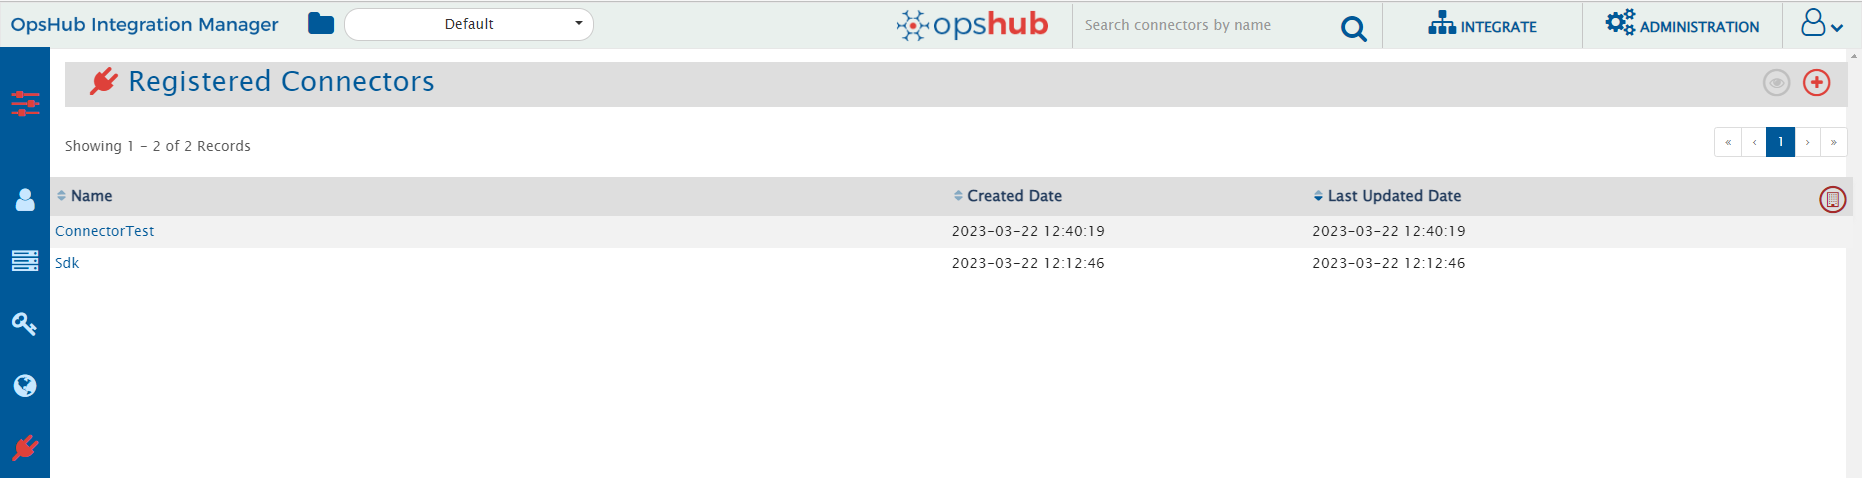 OpsHub Integration Manager Default opshub Search connectors by name INTEGRATE ADMINISTRATION
Registered Connectors
Showing 1 - 2 of 2 Records « ‹ 1 › »
Name Created Date Last Updated Date
ConnectorTest 2023-03-22 12:40:19 2023-03-22 12:40:19
Sdk 2023-03-22 12:12:46 2023-03-22 12:12:46